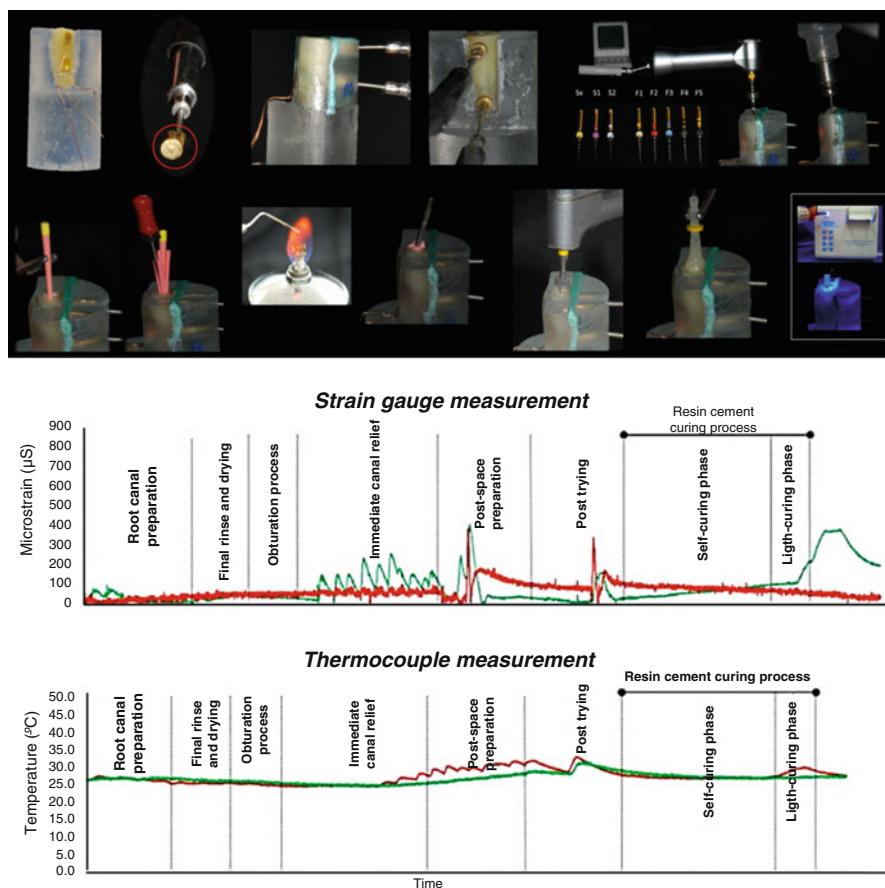 Sx S1 S2 F1 F2 F3 F4 F5
Strain gauge measurement
Microstrain (µS)
900
800
700
600
500
400
300
200
100
0
Root canal
preparation
Final rinse and drying
Obturation process
Immediate canal relief
Post-space
preparation
Post trying
Resin cement
curing process
Self-curing phase
Ligth-curing phase
Thermocouple measurement
Temperature (ºC)
50.0
45.0
40.0
35.0
30.0
25.0
20.0
15.0
10.0
5.0
0.0
Root canal
preparation
Final rinse
and drying
Obturation
process
Immediate
canal relief
Post-space
preparation
Post trying
Resin cement curing process
Self-curing phase
Ligth-curing phase
Time